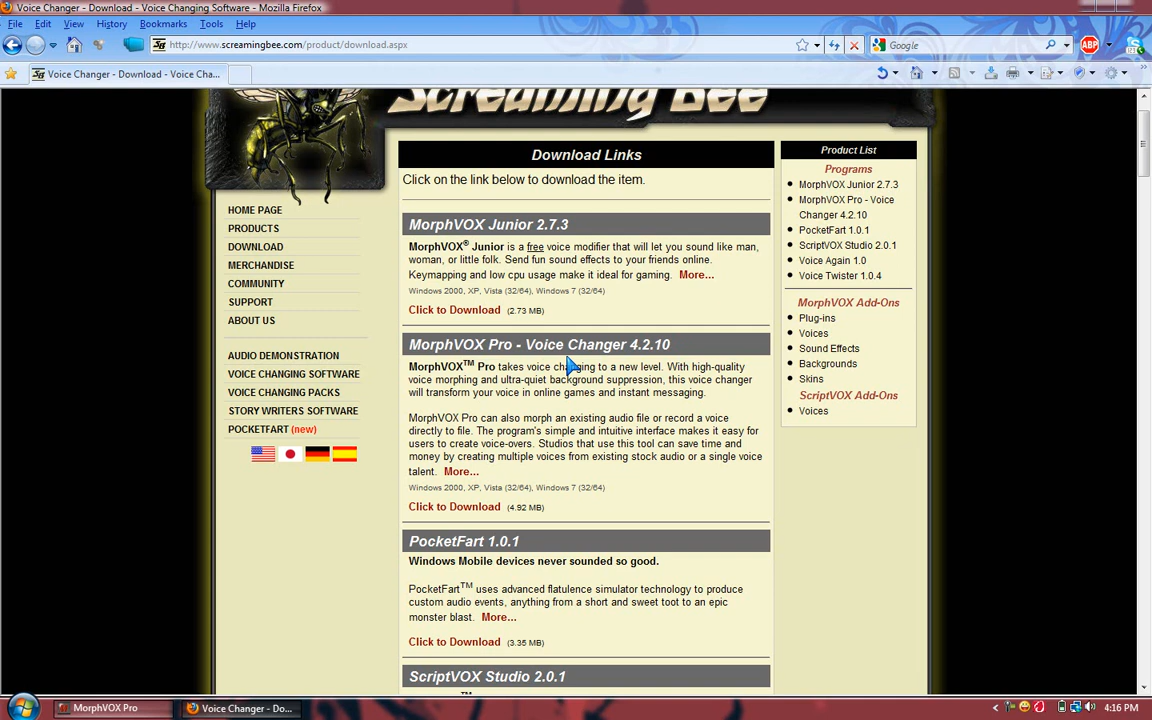 Voice Changer - Download - Voice Changing Software - Mozilla Firefox
File Edit View History Bookmarks Tools Help
http://www.screamingbee.com/product/download.aspx
Google
ABP
Voice Changer - Download - Voice Cha...
Screaming Bee
HOME PAGE
PRODUCTS
DOWNLOAD
MERCHANDISE
COMMUNITY
SUPPORT
ABOUT US
AUDIO DEMONSTRATION
VOICE CHANGING SOFTWARE
VOICE CHANGING PACKS
STORY WRITERS SOFTWARE
POCKETFART (new)
Download Links
Click on the link below to download the item.
MorphVOX Junior 2.7.3
MorphVOX® Junior is a free voice modifier that will let you sound like man,
woman, or little folk. Send fun sound effects to your friends online.
Keymapping and low cpu usage make it ideal for gaming. More...
Windows 2000, XP, Vista (32/64), Windows 7 (32/64)
Click to Download (2.73 MB)
MorphVOX Pro - Voice Changer 4.2.10
MorphVOX™ Pro takes voice changing to a new level. With high-quality
voice morphing and ultra-quiet background suppression, this voice changer
will transform your voice in online games and instant messaging.
MorphVOX Pro can also morph an existing audio file or record a voice
directly to file. The program's simple and intuitive interface makes it easy for
users to create voice-overs. Studios that use this tool can save time and
money by creating multiple voices from existing stock audio or a single voice
talent. More...
Windows 2000, XP, Vista (32/64), Windows 7 (32/64)
Click to Download (4.92 MB)
PocketFart 1.0.1
Windows Mobile devices never sounded so good.
PocketFart™ uses advanced flatulence simulator technology to produce
custom audio events, anything from a short and sweet toot to an epic
monster blast. More...
Click to Download (3.35 MB)
ScriptVOX Studio 2.0.1
Product List
Programs
MorphVOX Junior 2.7.3
MorphVOX Pro - Voice
Changer 4.2.10
PocketFart 1.0.1
ScriptVOX Studio 2.0.1
Voice Again 1.0
Voice Twister 1.0.4
MorphVOX Add-Ons
Plug-ins
Voices
Sound Effects
Backgrounds
Skins
ScriptVOX Add-Ons
Voices
MorphVOX Pro
Voice Changer - Do...
4:16 PM